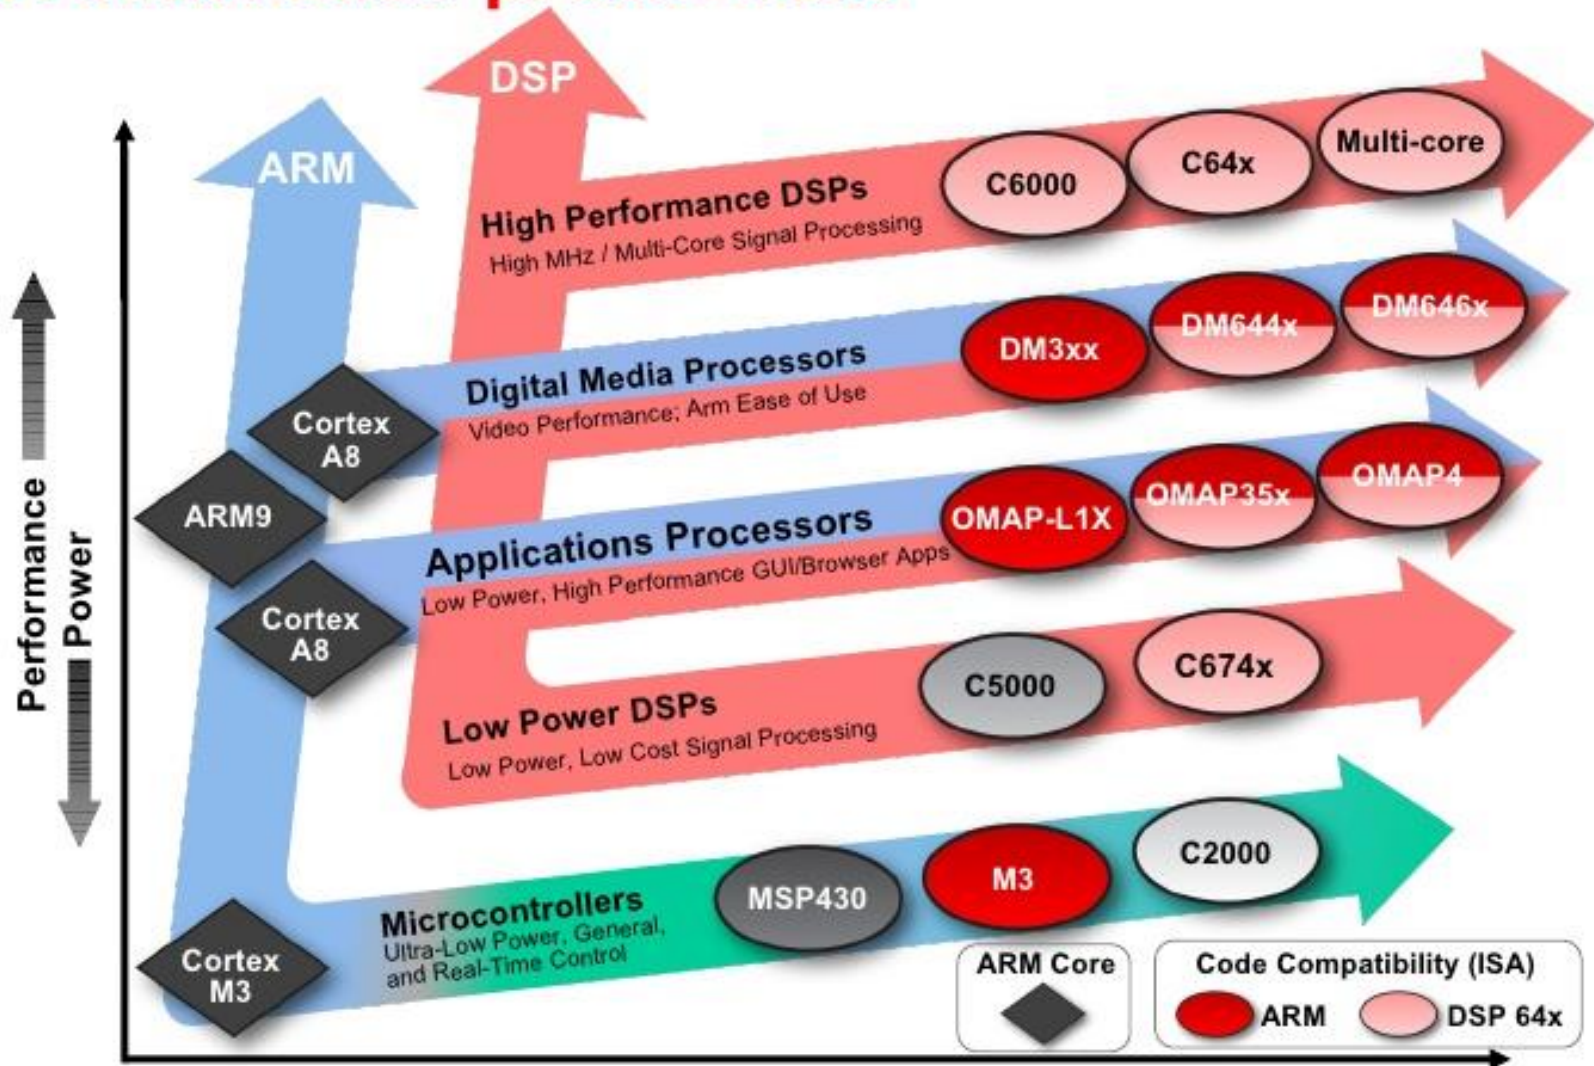 DSP
ARM
High Performance DSPs
High MHz / Multi-Core Signal Processing
C6000
C64x
Multi-core
Digital Media Processors
Video Performance; Arm Ease of Use
DM3xx
DM644x
DM646x
Cortex
A8
ARM9
Applications Processors
Low Power, High Performance GUI/Browser Apps
OMAP-L1X
OMAP35x
OMAP4
Cortex
A8
Performance
Power
Low Power DSPs
Low Power, Low Cost Signal Processing
C5000
C674x
Microcontrollers
Ultra-Low Power, General,
and Real-Time Control
MSP430
M3
C2000
Cortex
M3
ARM Core
Code Compatibility (ISA)
ARM
DSP 64x